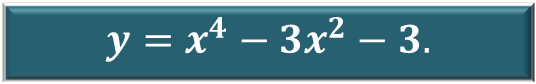 y = x⁴ − 3x² − 3.